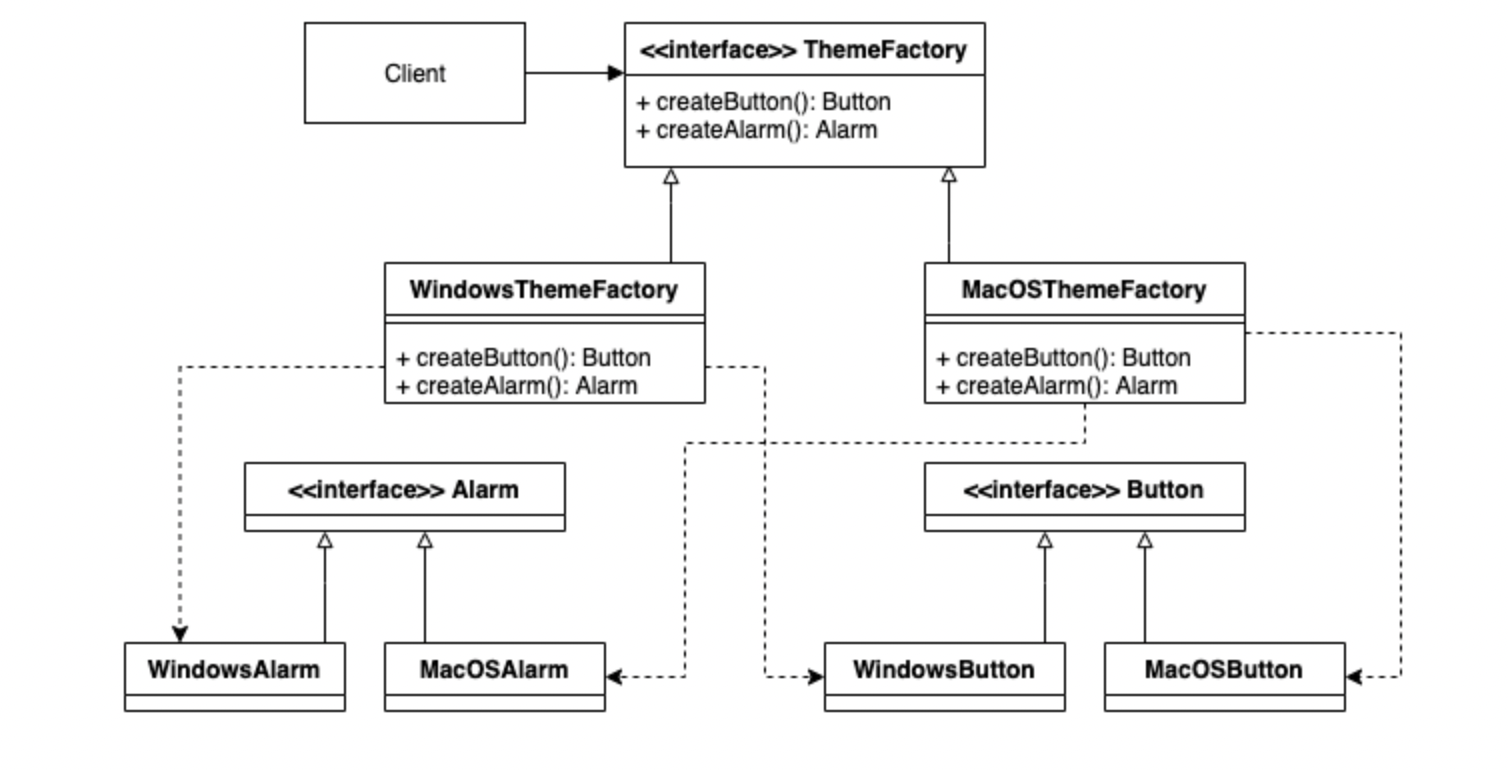 Client
<<interface>> ThemeFactory
+ createButton(): Button
+ createAlarm(): Alarm
WindowsThemeFactory
+ createButton(): Button
+ createAlarm(): Alarm
MacOSThemeFactory
+ createButton(): Button
+ createAlarm(): Alarm
<<interface>> Alarm
<<interface>> Button
WindowsAlarm
MacOSAlarm
WindowsButton
MacOSButton